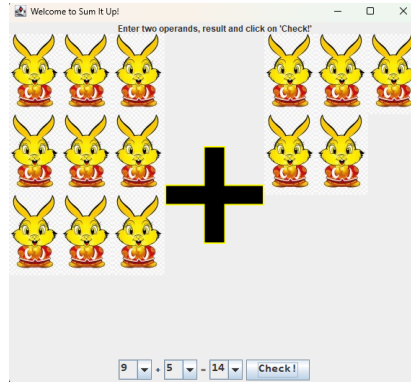 Welcome to Sum It Up!
Enter two operands, result and click on 'Check!'
9 + 5 = 14 Check!